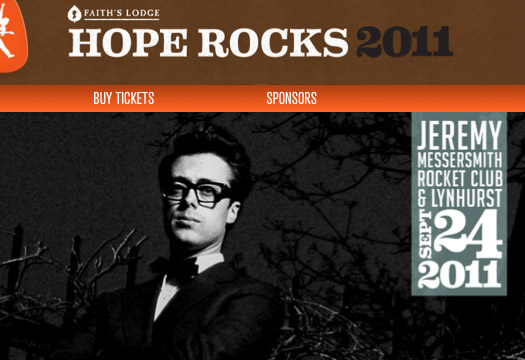 FAITH'S LODGE
HOPE ROCKS 2011
BUY TICKETS
SPONSORS
JEREMY
MESSERSMITH
ROCKET CLUB
& LYNHURST
SEPT 24
2011